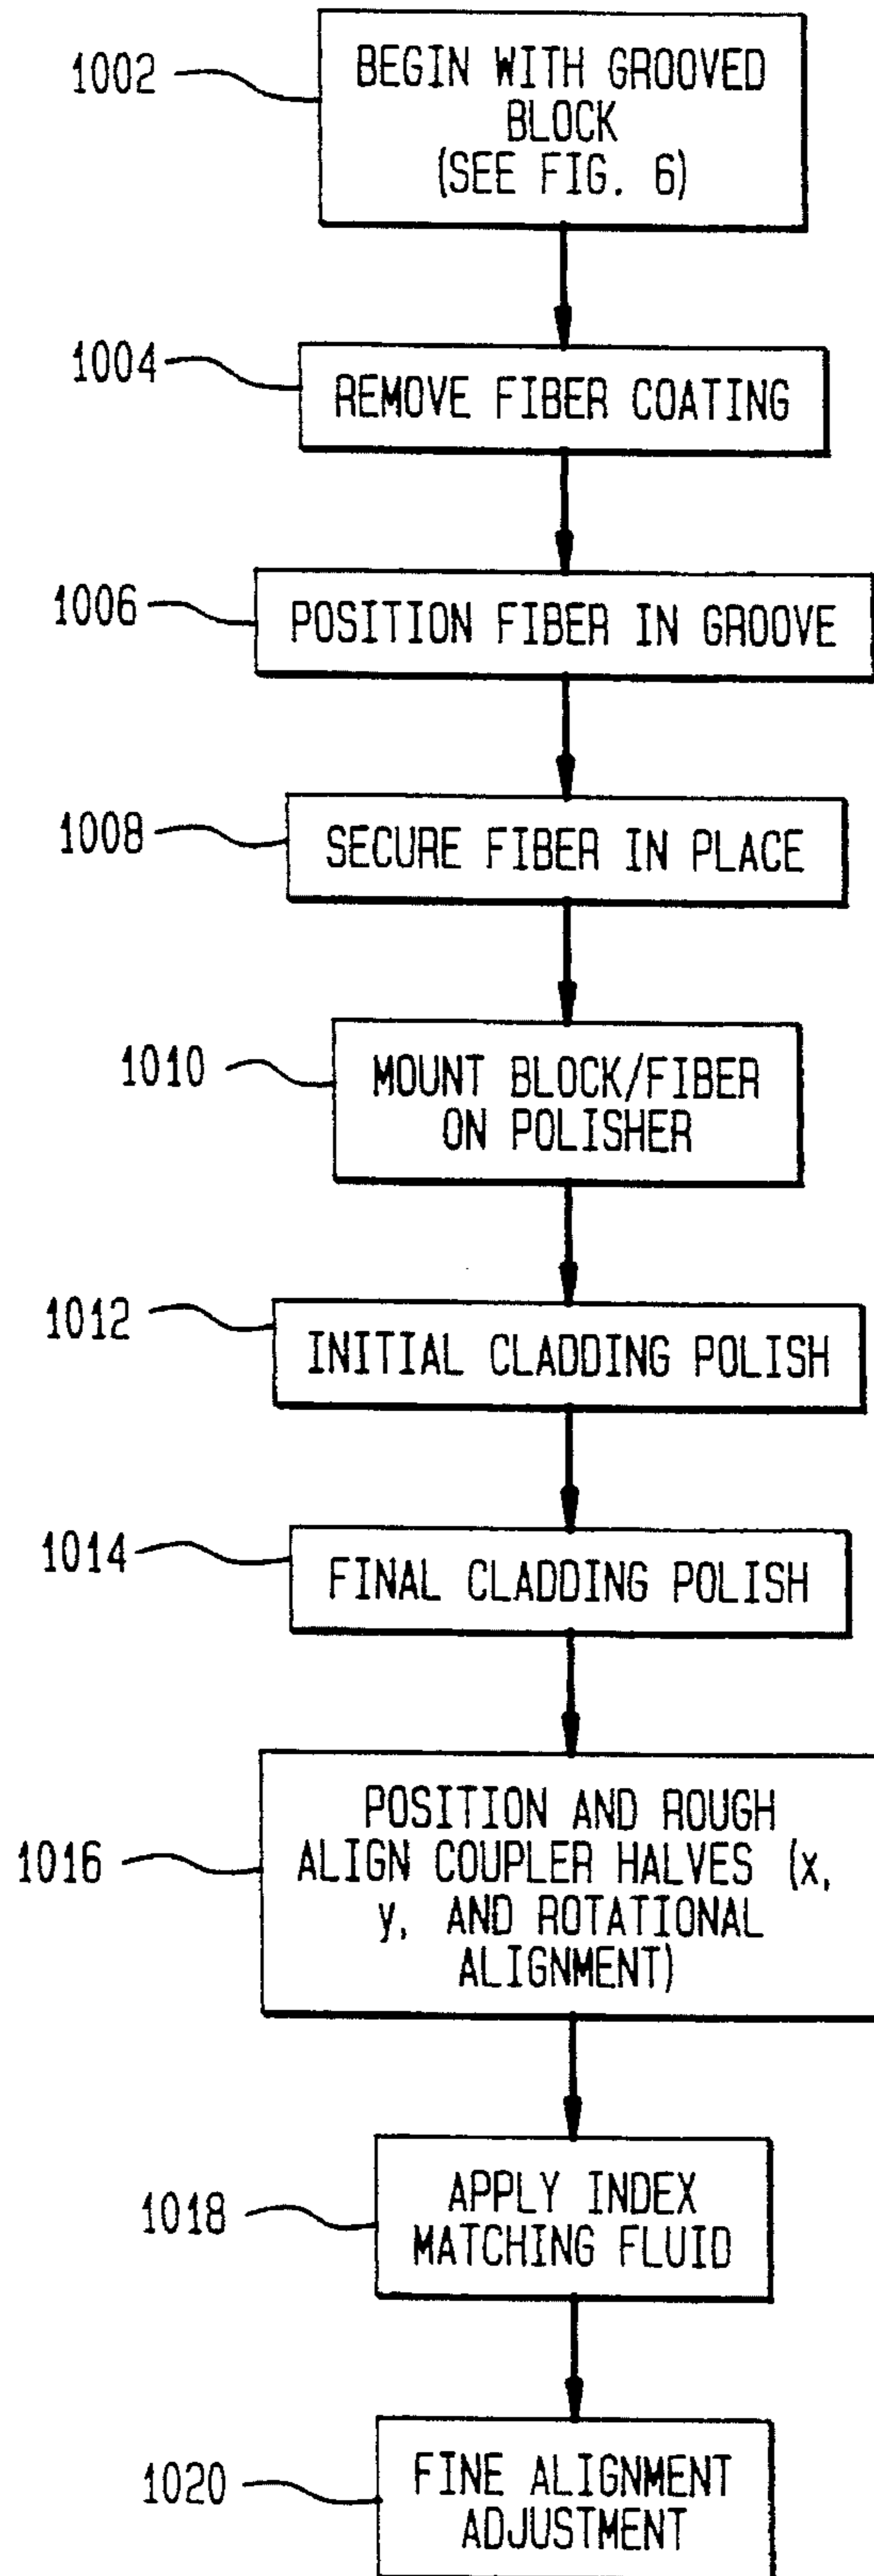 1002
BEGIN WITH GROOVED
BLOCK
(SEE FIG. 6)
1004
REMOVE FIBER COATING
1006
POSITION FIBER IN GROOVE
1008
SECURE FIBER IN PLACE
1010
MOUNT BLOCK/FIBER
ON POLISHER
1012
INITIAL CLADDING POLISH
1014
FINAL CLADDING POLISH
1016
POSITION AND ROUGH
ALIGN COUPLER HALVES (x,
y, AND ROTATIONAL
ALIGNMENT)
1018
APPLY INDEX
MATCHING FLUID
1020
FINE ALIGNMENT
ADJUSTMENT